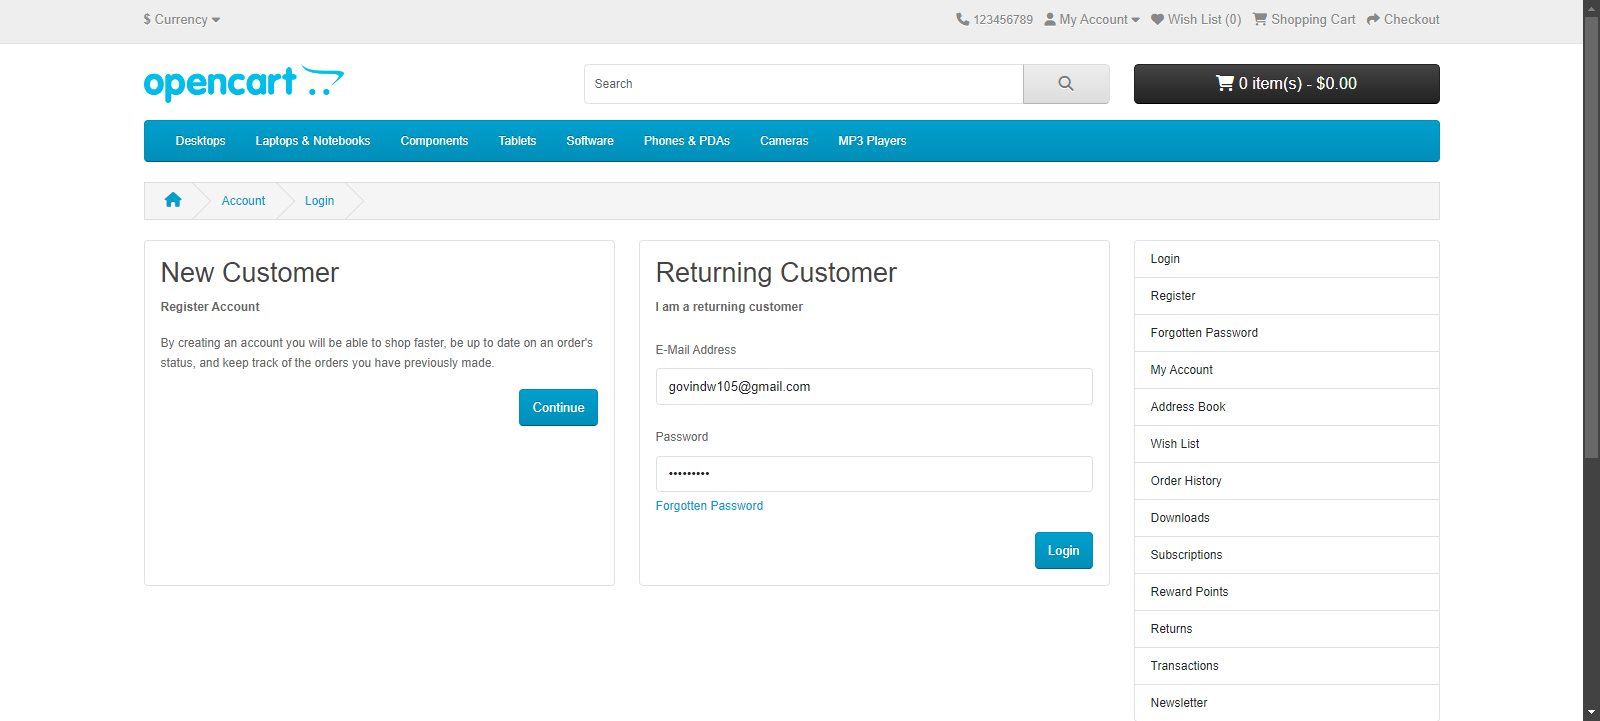 $ Currency
123456789 My Account Wish List (0) Shopping Cart Checkout
opencart
Search
0 item(s) - $0.00
Desktops Laptops & Notebooks Components Tablets Software Phones & PDAs Cameras MP3 Players
Account Login
New Customer
Register Account
By creating an account you will be able to shop faster, be up to date on an order's
status, and keep track of the orders you have previously made.
Continue
Returning Customer
I am a returning customer
E-Mail Address
govindw105@gmail.com
Password
•••••••••
Forgotten Password
Login
Login
Register
Forgotten Password
My Account
Address Book
Wish List
Order History
Downloads
Subscriptions
Reward Points
Returns
Transactions
Newsletter